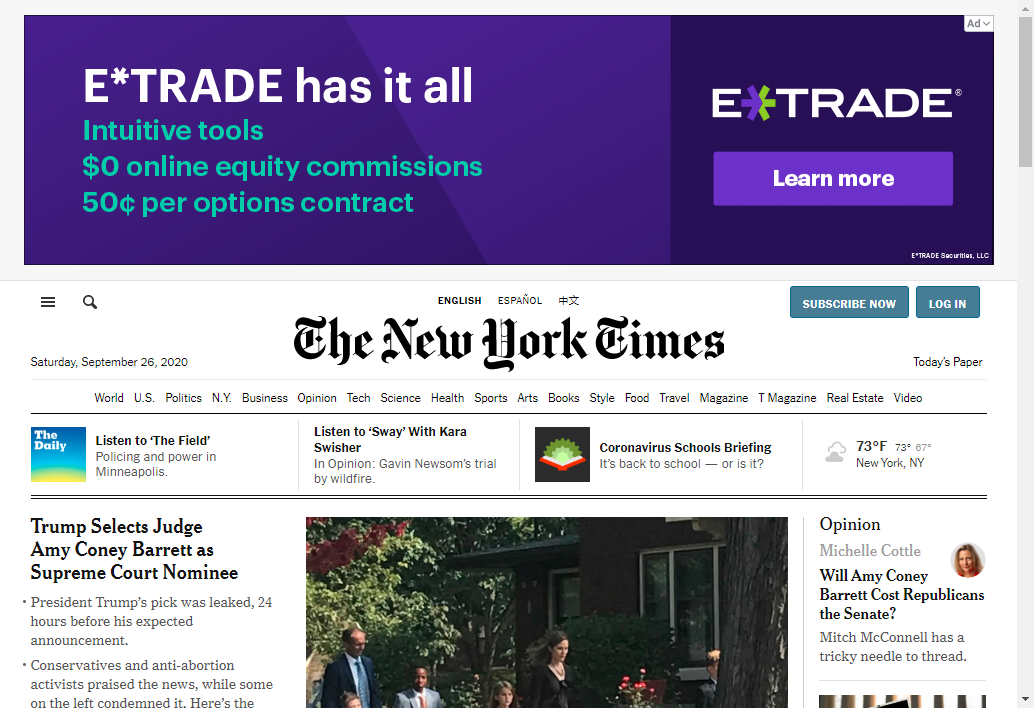 Ad
E*TRADE has it all
Intuitive tools
$0 online equity commissions
50¢ per options contract
E*TRADE®
Learn more
E*TRADE Securities, LLC
ENGLISH ESPAÑOL 中文
SUBSCRIBE NOW LOG IN
The New York Times
Saturday, September 26, 2020
Today's Paper
World U.S. Politics N.Y. Business Opinion Tech Science Health Sports Arts Books Style Food Travel Magazine T Magazine Real Estate Video
The
Daily
Listen to ‘The Field’
Policing and power in
Minneapolis.
Listen to ‘Sway’ With Kara
Swisher
In Opinion: Gavin Newsom’s trial
by wildfire.
Coronavirus Schools Briefing
It’s back to school — or is it?
73°F 73° 67°
New York, NY
Trump Selects Judge
Amy Coney Barrett as
Supreme Court Nominee
• President Trump’s pick was leaked, 24
hours before his expected
announcement.
• Conservatives and anti-abortion
activists praised the news, while some
on the left condemned it. Here’s the
Opinion
Michelle Cottle
Will Amy Coney
Barrett Cost Republicans
the Senate?
Mitch McConnell has a
tricky needle to thread.